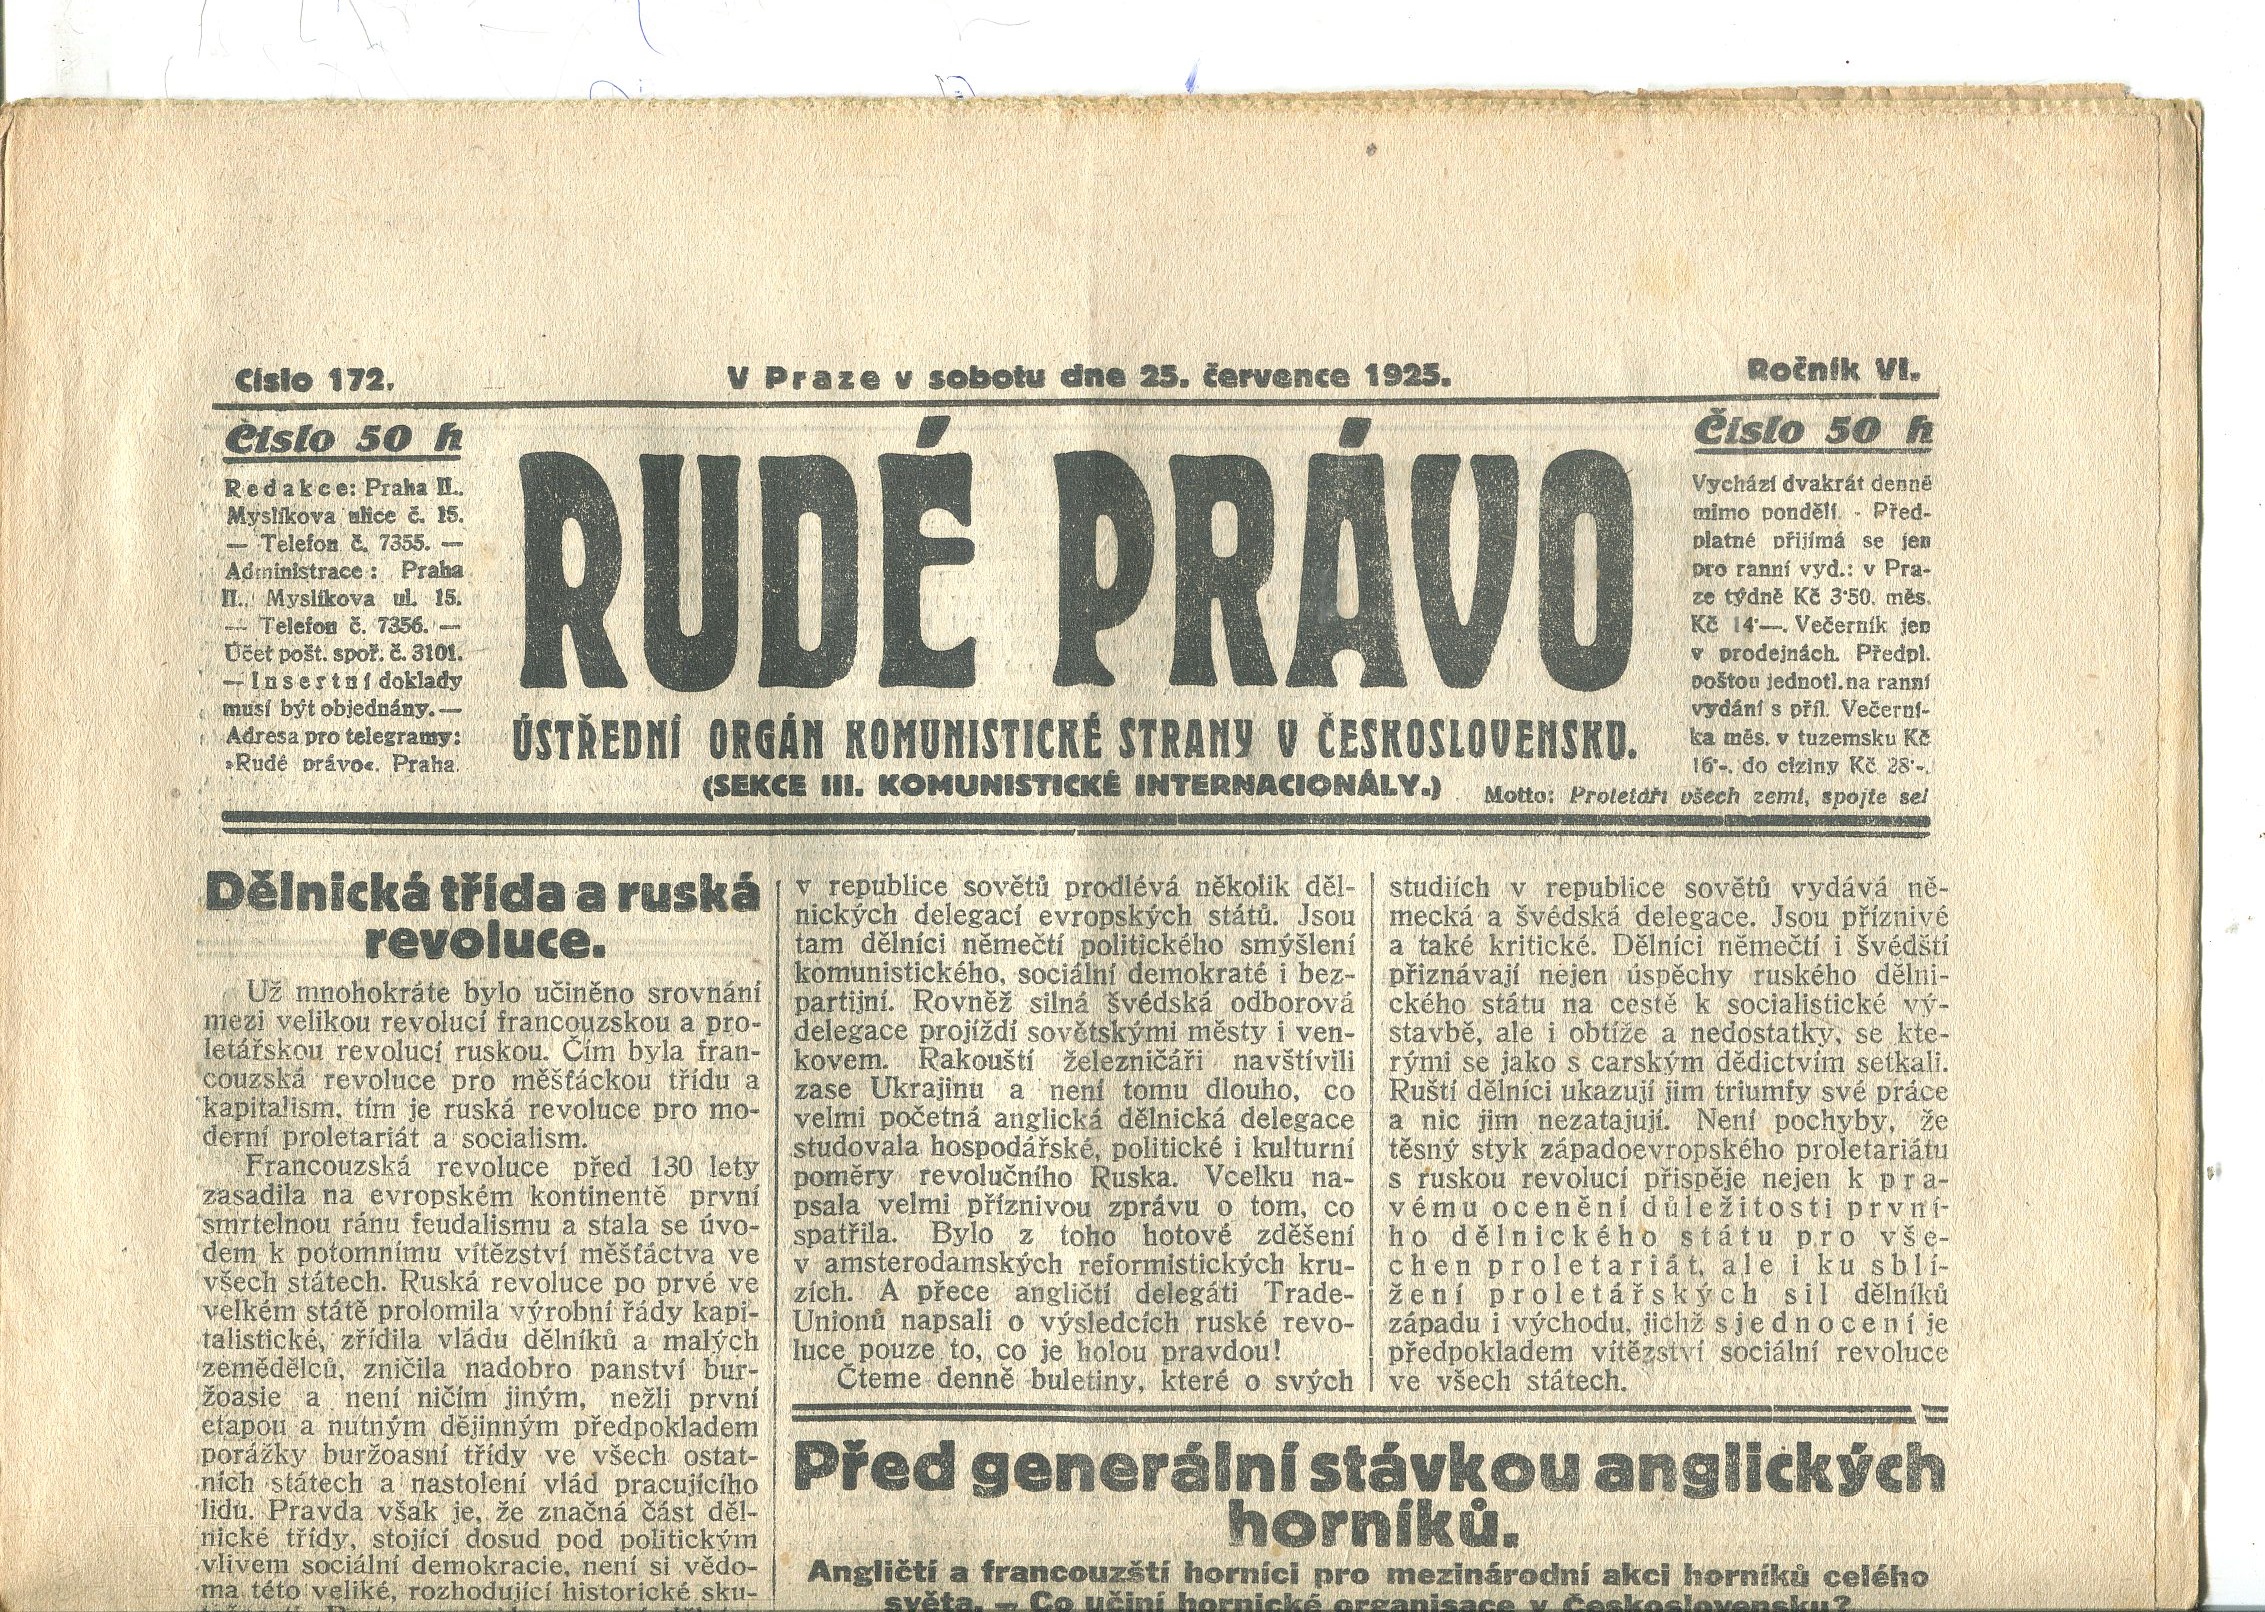 Číslo 172.
V Praze v sobotu dne 25. července 1925.
Ročník VI.
Číslo 50 h
Redakce: Praha II.,
Myslíkova ulice č. 15.
— Telefon č. 7355. —
Administrace: Praha
II., Myslíkova ul. 15.
— Telefon č. 7356. —
Účet pošt. spoř. č. 3101.
— Insertní doklady
musí být objednány. —
Adresa pro telegramy:
»Rudé právo«. Praha.
RUDÉ PRÁVO
ÚSTŘEDNÍ ORGÁN KOMUNISTICKÉ STRANY V ČESKOSLOVENSKU.
(SEKCE III. KOMUNISTICKÉ INTERNACIONÁLY.)
Číslo 50 h
Vychází dvakrát denně
mimo pondělí. - Před-
platné přijímá se jen
pro ranní vyd.: v Pra-
ze týdně Kč 3·50. měs.
Kč 14·—. Večerník jen
v prodejnách. Předpl.
poštou jednotl. na ranní
vydání s příl. Večerní-
ka měs. v tuzemsku Kč
16·-. do ciziny Kč 28·-.
Motto: Proletáři všech zemí, spojte se!
Dělnická třída a ruská
revoluce.
Už mnohokráte bylo učiněno srovnání
mezi velikou revolucí francouzskou a pro-
letářskou revolucí ruskou. Čím byla fran-
couzská revoluce pro měšťáckou třídu a
kapitalism, tím je ruská revoluce pro mo-
derní proletariát a socialism.
Francouzská revoluce před 130 lety
zasadila na evropském kontinentě první
smrtelnou ránu feudalismu a stala se úvo-
dem k potomnímu vítězství měšťáctva ve
všech státech. Ruská revoluce po prvé ve
velkém státě prolomila výrobní řády kapi-
talistické, zřídila vládu dělníků a malých
zemědělců, zničila nadobro panství bur-
žoasie a není ničím jiným, nežli první
etapou a nutným dějinným předpokladem
porážky buržoasní třídy ve všech ostat-
ních státech a nastolení vlád pracujícího
lidu. Pravda však je, že značná část děl-
nické třídy, stojící dosud pod politickým
vlivem sociální demokracie, není si vědo-
ma této veliké, rozhodující historické sku-
v republice sovětů prodlévá několik děl-
nických delegací evropských států. Jsou
tam dělníci němečtí politického smýšlení
komunistického, sociální demokraté i bez-
partijní. Rovněž silná švédská odborová
delegace projíždí sovětskými městy i ven-
kovem. Rakouští železničáři navštívili
zase Ukrajinu a není tomu dlouho, co
velmi početná anglická dělnická delegace
studovala hospodářské, politické i kulturní
poměry revolučního Ruska. Vcelku na-
psala velmi příznivou zprávu o tom, co
spatřila. Bylo z toho hotové zděšení
v amsterodamských reformistických kru-
zích. A přece angličtí delegáti Trade-
Unionů napsali o výsledcích ruské revo-
luce pouze to, co je holou pravdou!
Čteme denně buletiny, které o svých
studiích v republice sovětů vydává ně-
mecká a švédská delegace. Jsou příznivé
a také kritické. Dělníci němečtí i švédští
přiznávají nejen úspěchy ruského dělni-
ckého státu na cestě k socialistické vý-
stavbě, ale i obtíže a nedostatky, se kte-
rými se jako s carským dědictvím setkali.
Ruští dělníci ukazují jim triumfy své práce
a nic jim nezatajují. Není pochyby, že
těsný styk západoevropského proletariátu
s ruskou revolucí přispěje nejen k pra-
vému ocenění důležitosti první-
ho dělnického státu pro vše-
chen proletariát, ale i ku sblí-
žení proletářských sil dělníků
západu i východu, jichž sjednocení je
předpokladem vítězství sociální revoluce
ve všech státech.
Před generální stávkou anglických
horníků.
Angličtí a francouzští horníci pro mezinárodní akci horníků celého
světa. — Co učiní hornické organisace v Československu?